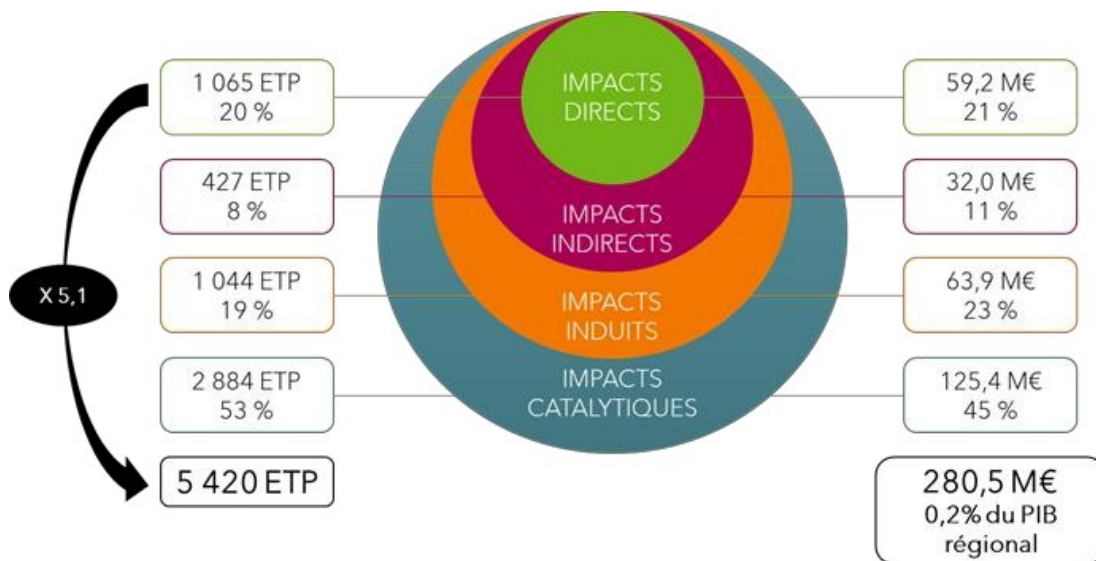 1 065 ETP
20 %
IMPACTS
DIRECTS
59,2 M€
21 %
427 ETP
8 %
IMPACTS
INDIRECTS
32,0 M€
11 %
X 5,1
1 044 ETP
19 %
IMPACTS
INDUITS
63,9 M€
23 %
2 884 ETP
53 %
IMPACTS
CATALYTIQUES
125,4 M€
45 %
5 420 ETP
280,5 M€
0,2% du PIB
régional